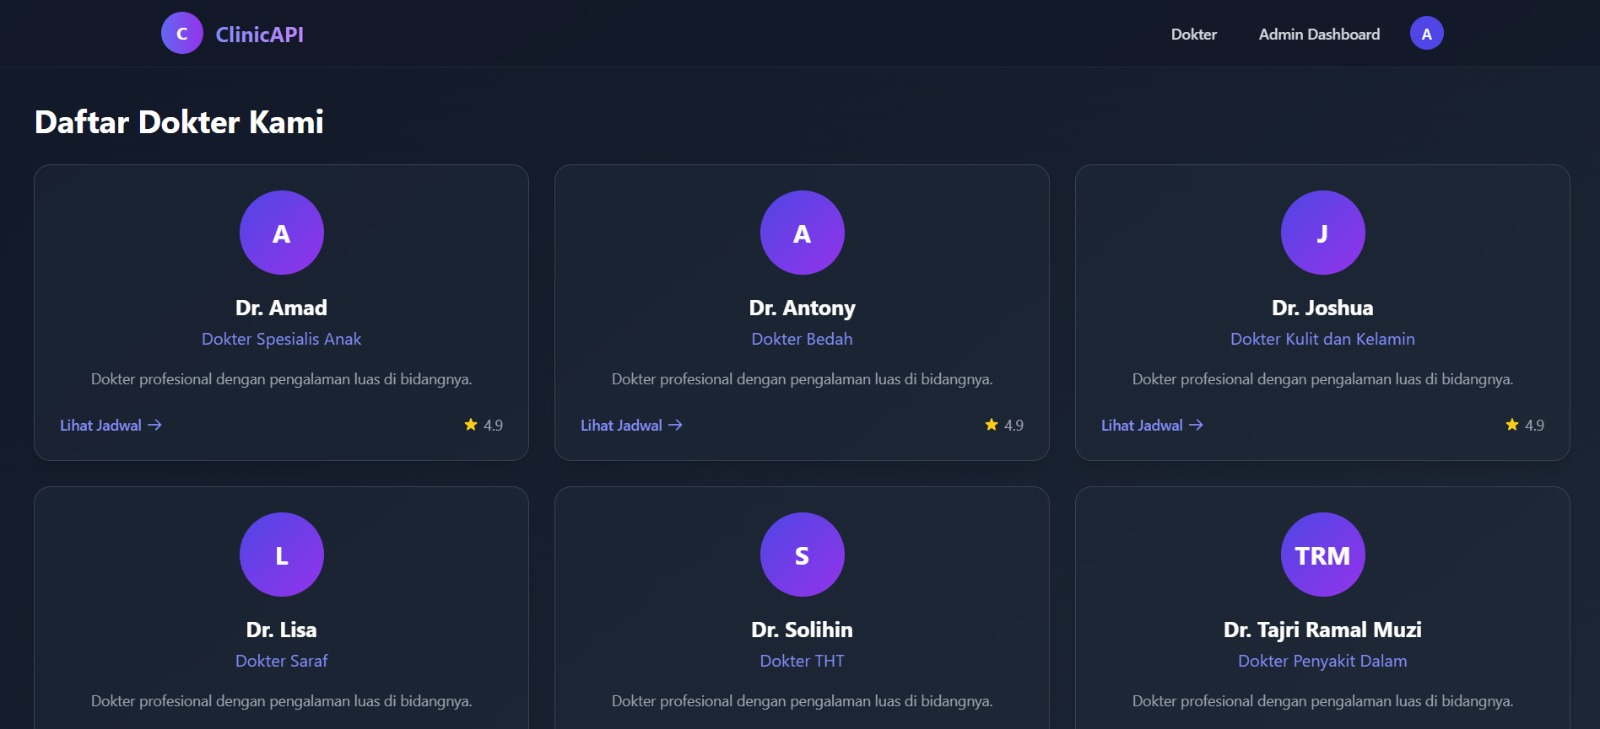 C ClinicAPI Dokter Admin Dashboard A
Daftar Dokter Kami
A
Dr. Amad
Dokter Spesialis Anak
Dokter profesional dengan pengalaman luas di bidangnya.
Lihat Jadwal → ★ 4.9
A
Dr. Antony
Dokter Bedah
Dokter profesional dengan pengalaman luas di bidangnya.
Lihat Jadwal → ★ 4.9
J
Dr. Joshua
Dokter Kulit dan Kelamin
Dokter profesional dengan pengalaman luas di bidangnya.
Lihat Jadwal → ★ 4.9
L
Dr. Lisa
Dokter Saraf
Dokter profesional dengan pengalaman luas di bidangnya.
S
Dr. Solihin
Dokter THT
Dokter profesional dengan pengalaman luas di bidangnya.
TRM
Dr. Tajri Ramal Muzi
Dokter Penyakit Dalam
Dokter profesional dengan pengalaman luas di bidangnya.